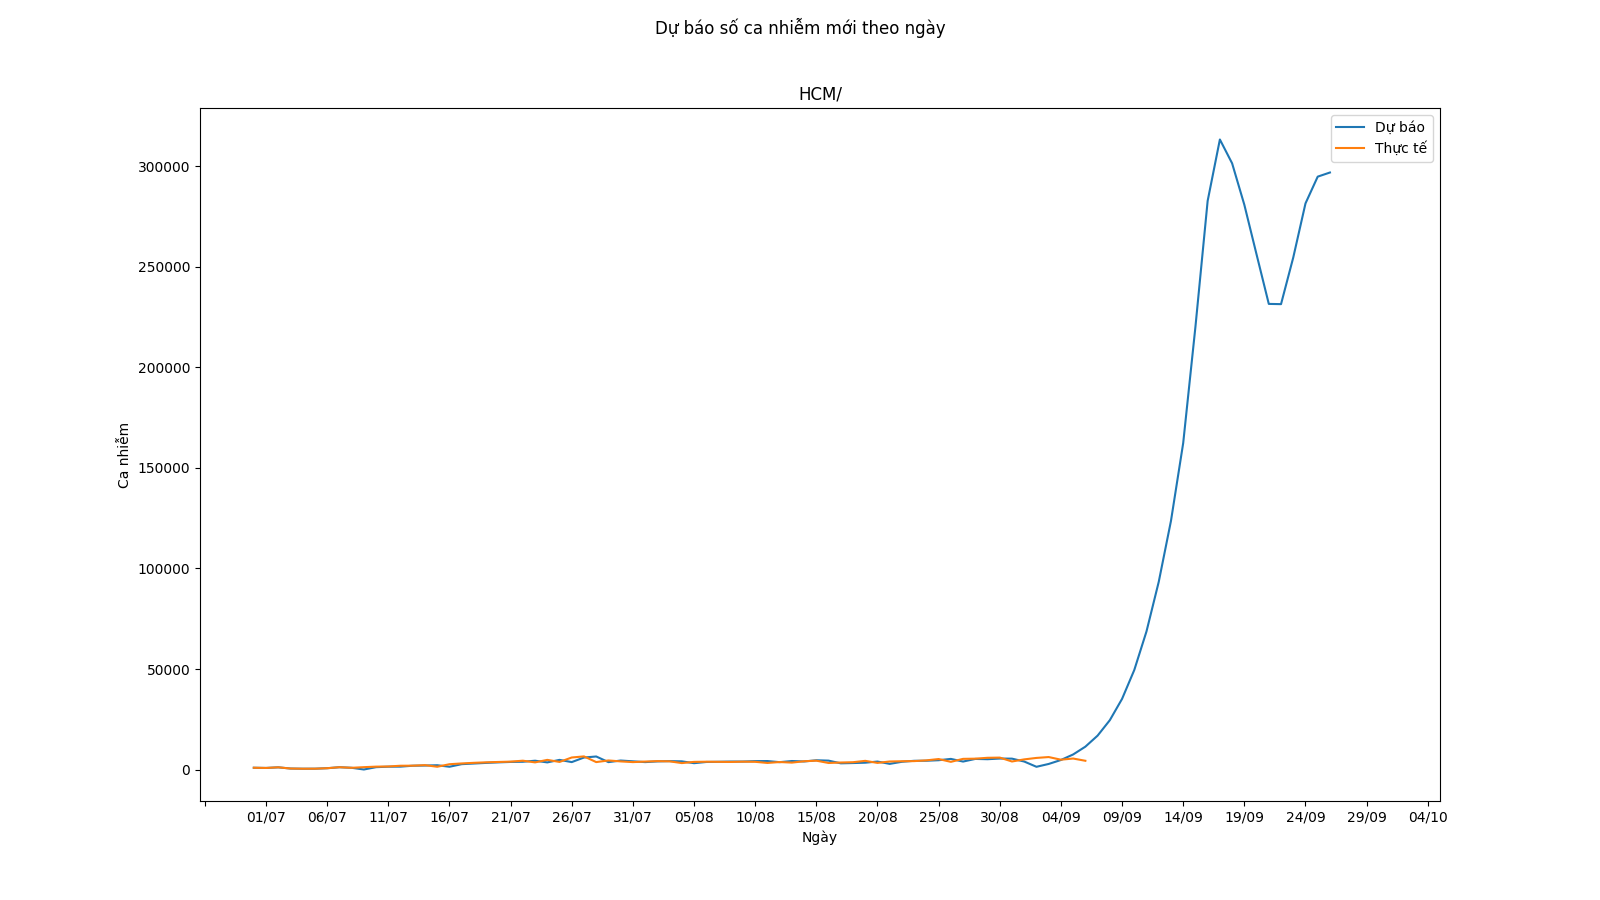 Dự báo số ca nhiễm mới theo ngày
HCM/
Dự báo
Thực tế
300000
250000
200000
150000
100000
50000
0
Ca nhiễm
01/07 06/07 11/07 16/07 21/07 26/07 31/07 05/08 10/08 15/08 20/08 25/08 30/08 04/09 09/09 14/09 19/09 24/09 29/09 04/10
Ngày